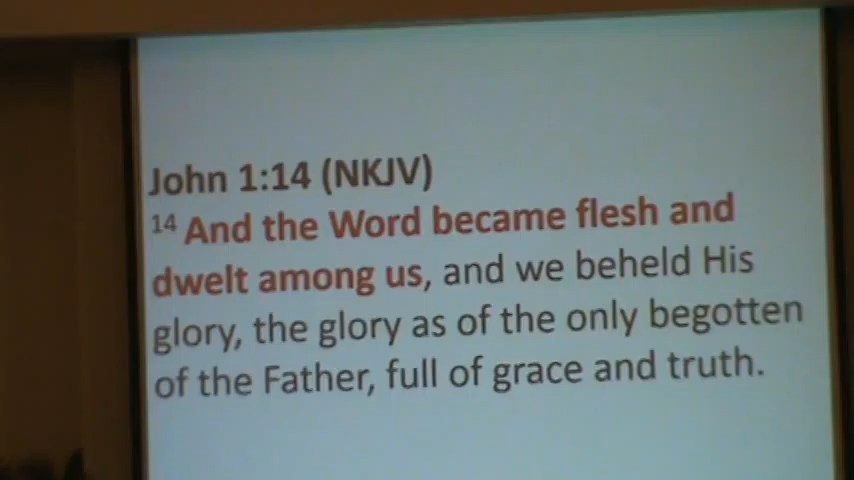 John 1:14 (NKJV)
14 And the Word became flesh and
dwelt among us, and we beheld His
glory, the glory as of the only begotten
of the Father, full of grace and truth.